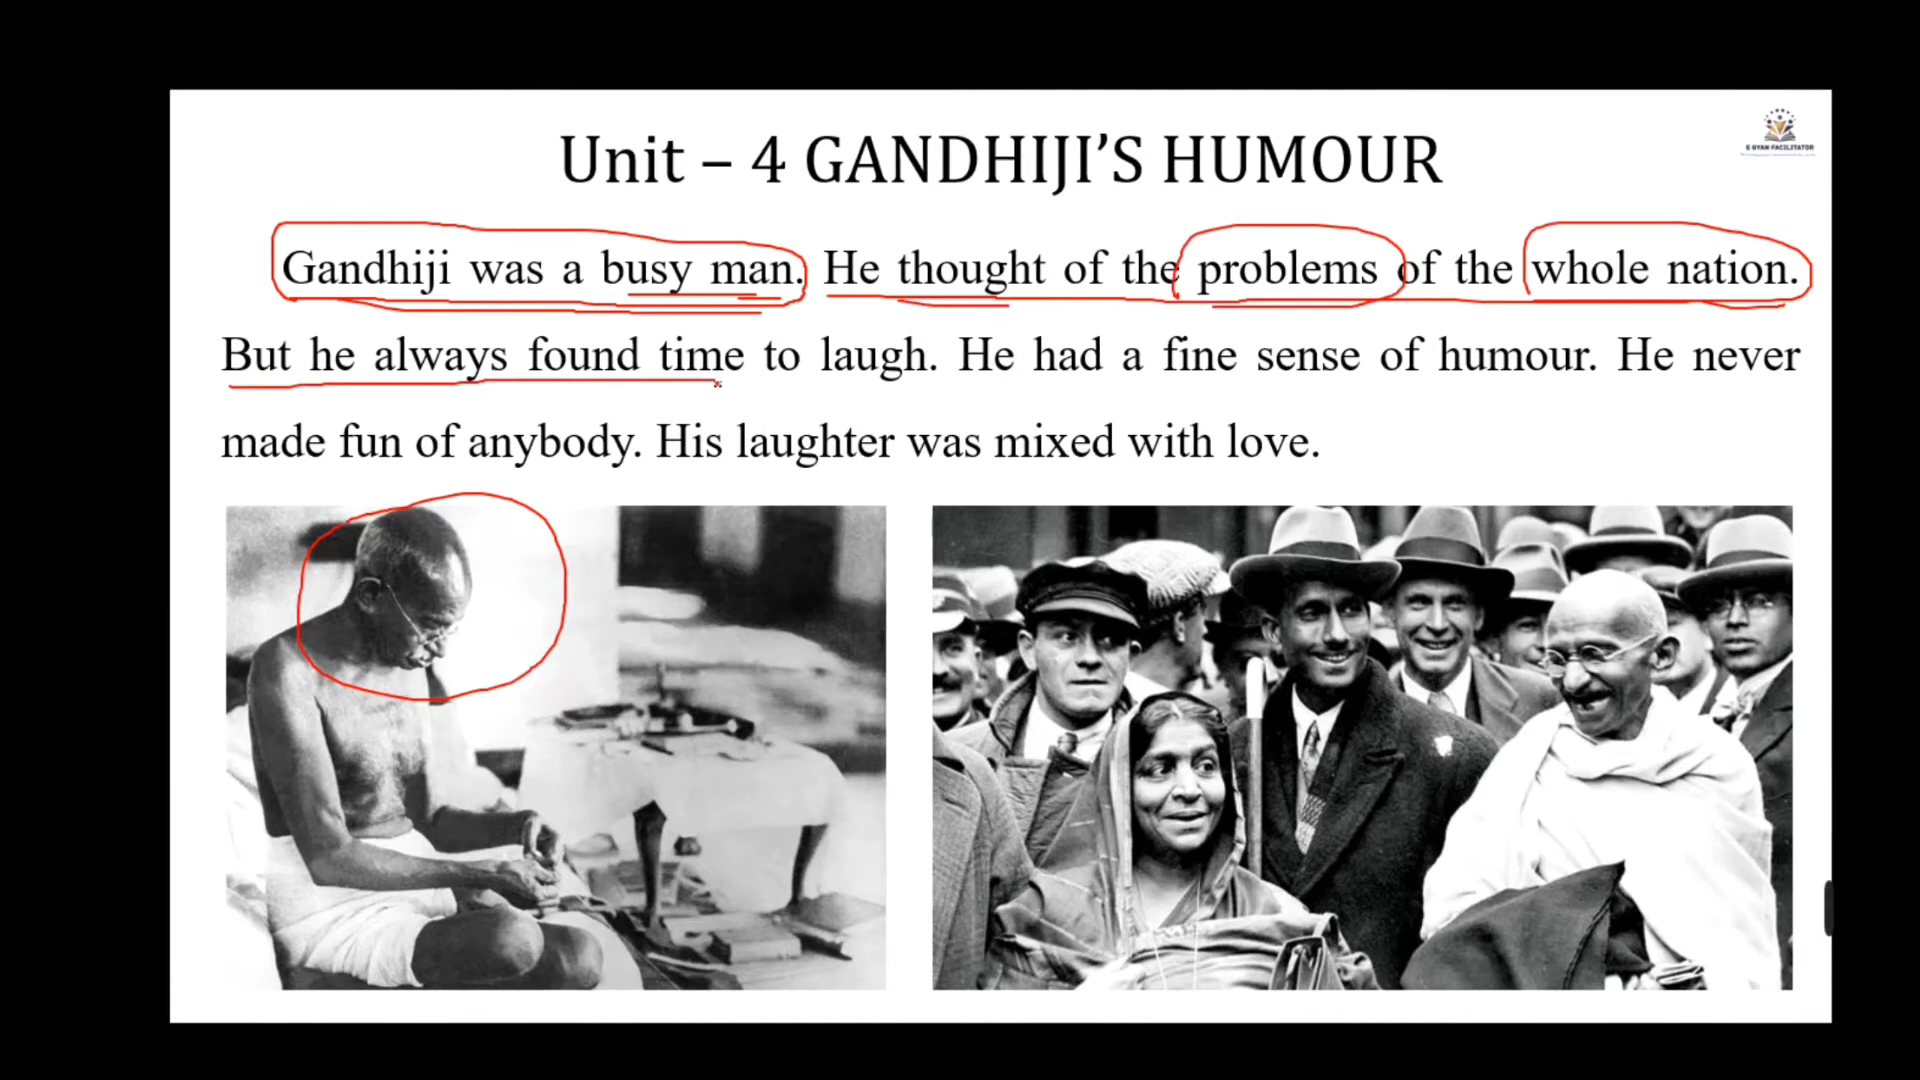 Unit – 4 GANDHIJI’S HUMOUR
E GYAN FACILITATOR
Gandhiji was a busy man. He thought of the problems of the whole nation.
But he always found time to laugh. He had a fine sense of humour. He never
made fun of anybody. His laughter was mixed with love.